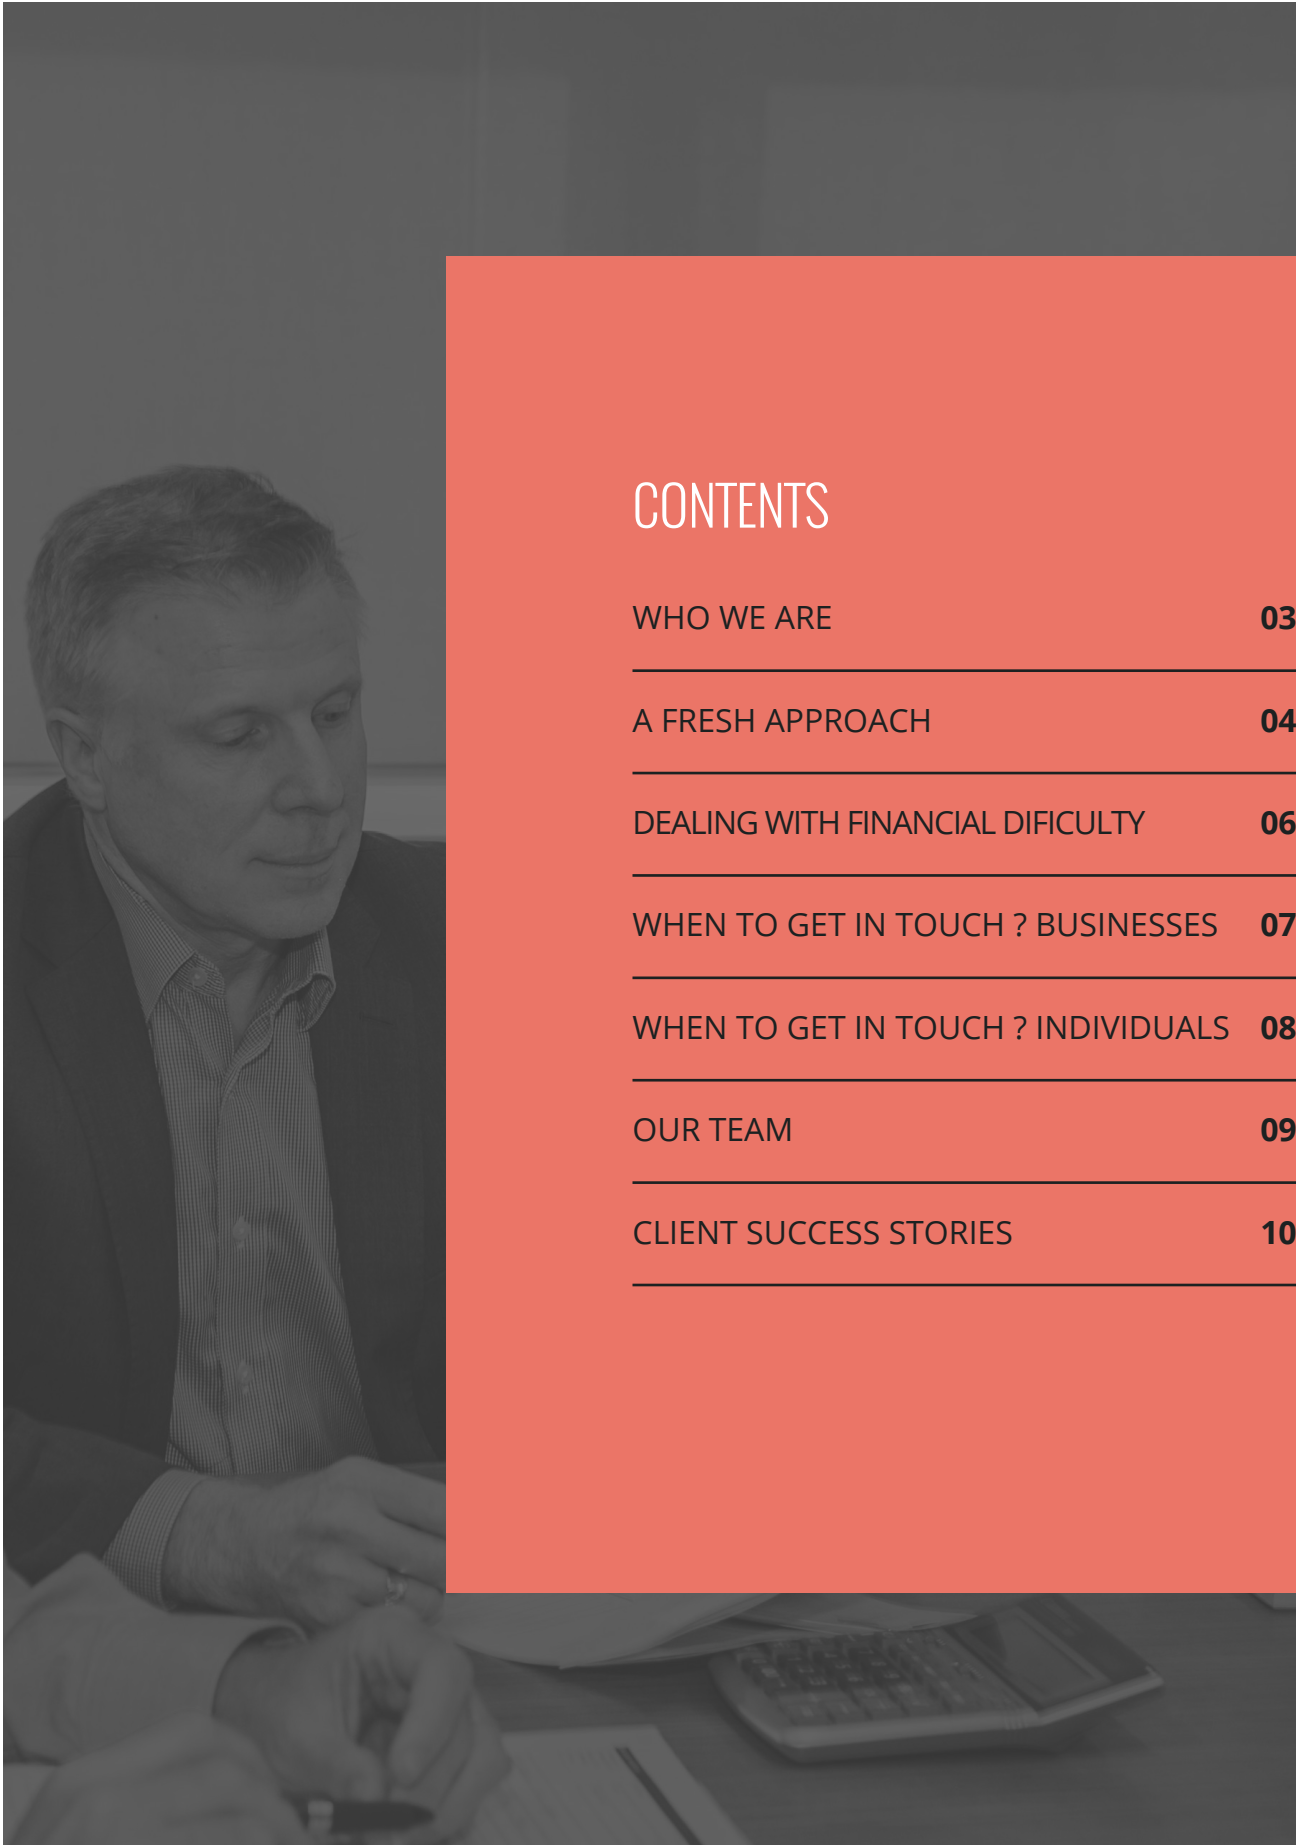 CONTENTS
WHO WE ARE 03
A FRESH APPROACH 04
DEALING WITH FINANCIAL DIFICULTY 06
WHEN TO GET IN TOUCH ? BUSINESSES 07
WHEN TO GET IN TOUCH ? INDIVIDUALS 08
OUR TEAM 09
CLIENT SUCCESS STORIES 10